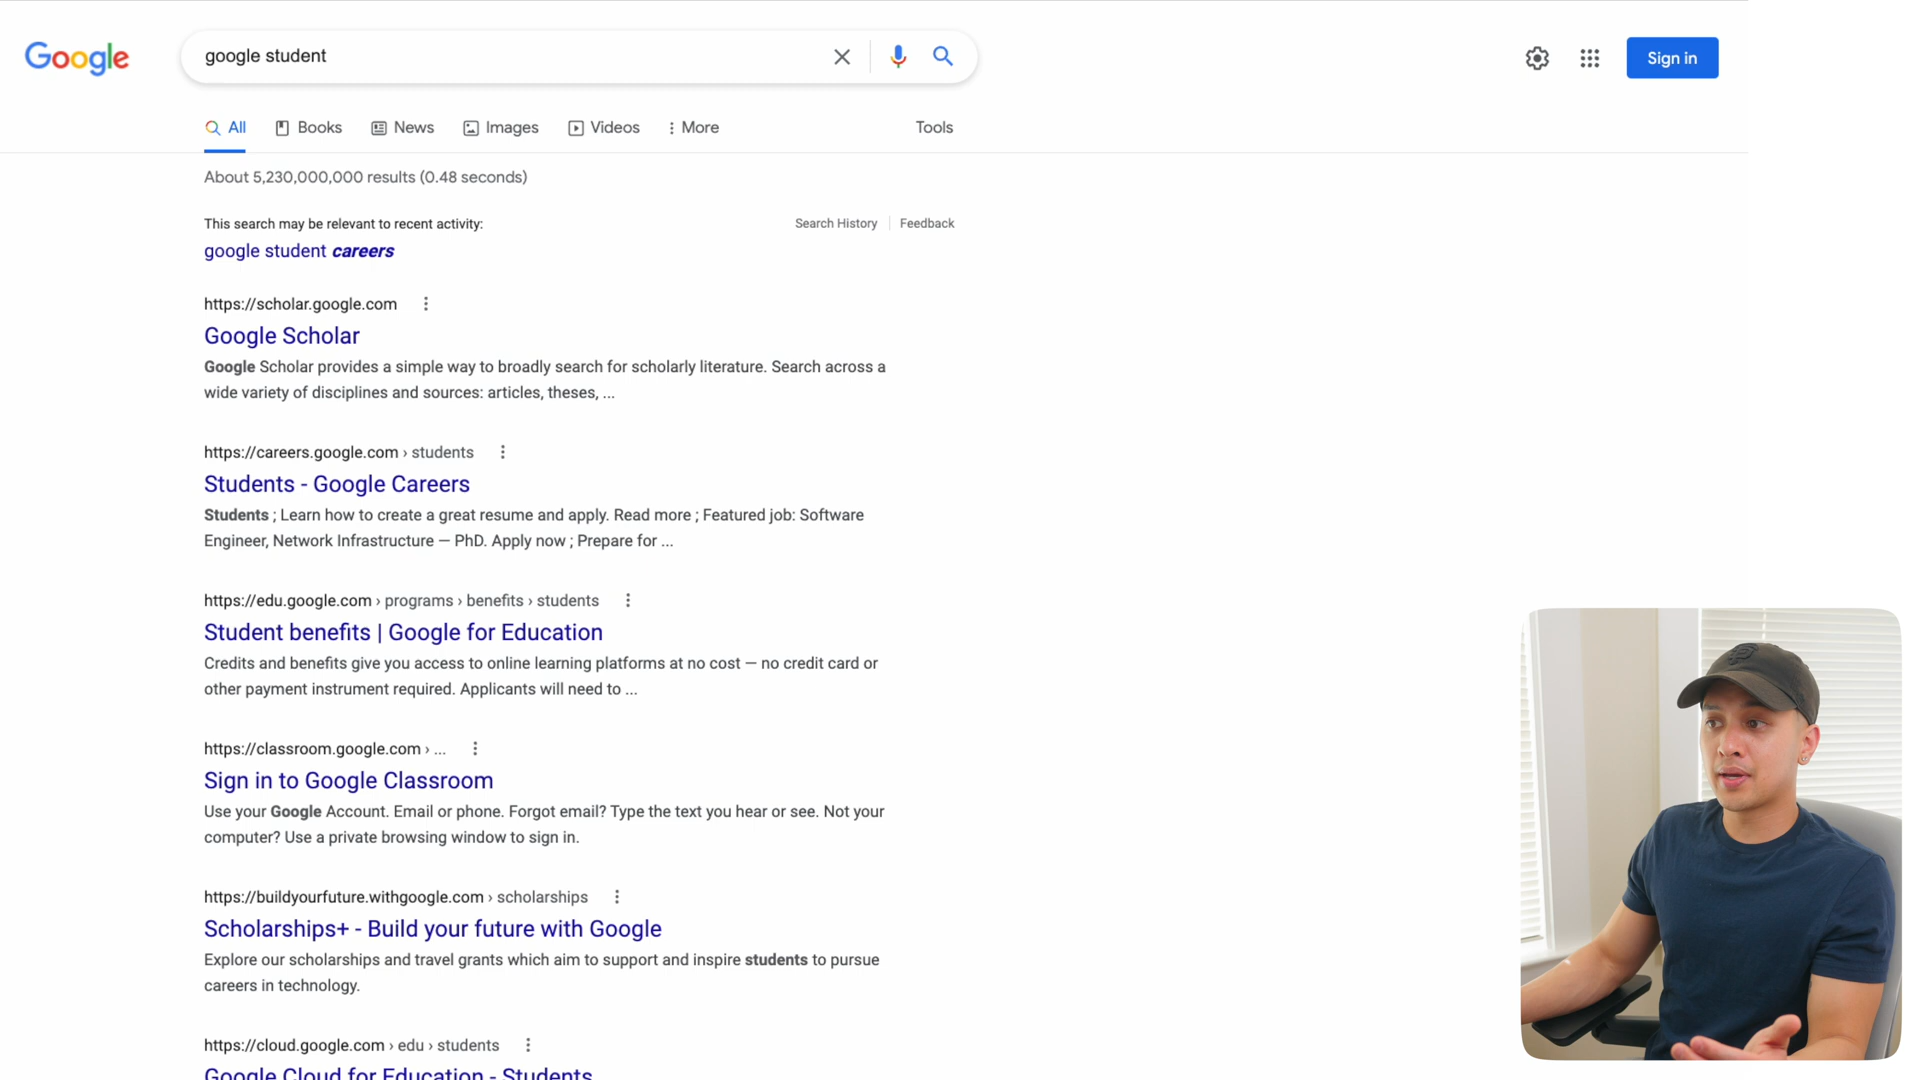 Google
google student
Sign in
All Books News Images Videos More Tools
About 5,230,000,000 results (0.48 seconds)
This search may be relevant to recent activity: Search History Feedback
google student careers
https://scholar.google.com
Google Scholar
Google Scholar provides a simple way to broadly search for scholarly literature. Search across a
wide variety of disciplines and sources: articles, theses, ...
https://careers.google.com › students
Students - Google Careers
Students ; Learn how to create a great resume and apply. Read more ; Featured job: Software
Engineer, Network Infrastructure — PhD. Apply now ; Prepare for ...
https://edu.google.com › programs › benefits › students
Student benefits | Google for Education
Credits and benefits give you access to online learning platforms at no cost — no credit card or
other payment instrument required. Applicants will need to ...
https://classroom.google.com › ...
Sign in to Google Classroom
Use your Google Account. Email or phone. Forgot email? Type the text you hear or see. Not your
computer? Use a private browsing window to sign in.
https://buildyourfuture.withgoogle.com › scholarships
Scholarships+ - Build your future with Google
Explore our scholarships and travel grants which aim to support and inspire students to pursue
careers in technology.
https://cloud.google.com › edu › students
Google Cloud for Education - Students